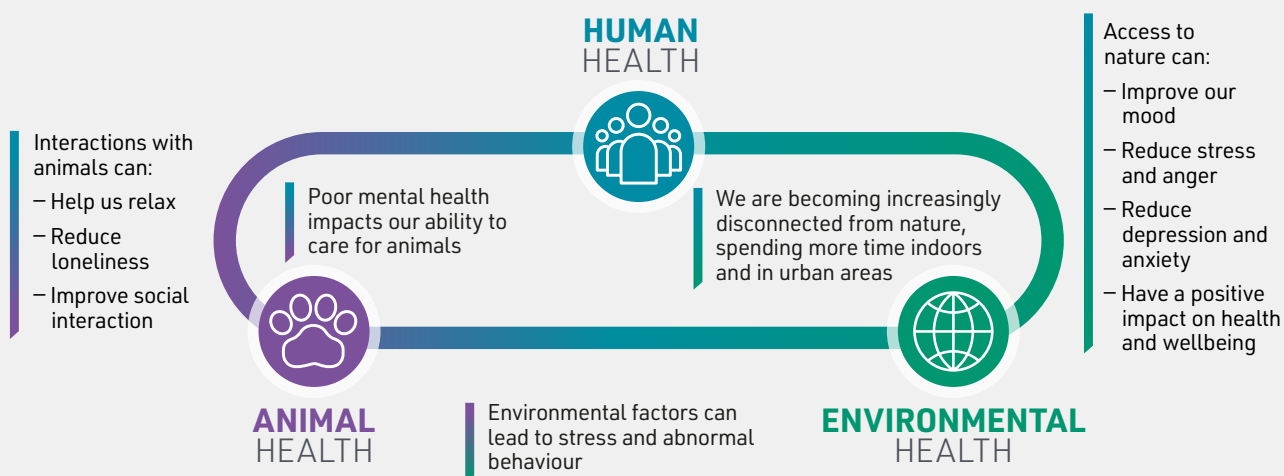 HUMAN
HEALTH
Access to
nature can:
– Improve our
mood
– Reduce stress
and anger
– Reduce
depression and
anxiety
– Have a positive
impact on health
and wellbeing
Interactions with
animals can:
– Help us relax
– Reduce
loneliness
– Improve social
interaction
Poor mental health
impacts our ability to
care for animals
We are becoming increasingly
disconnected from nature,
spending more time indoors
and in urban areas
ANIMAL
HEALTH
Environmental factors can
lead to stress and abnormal
behaviour
ENVIRONMENTAL
HEALTH